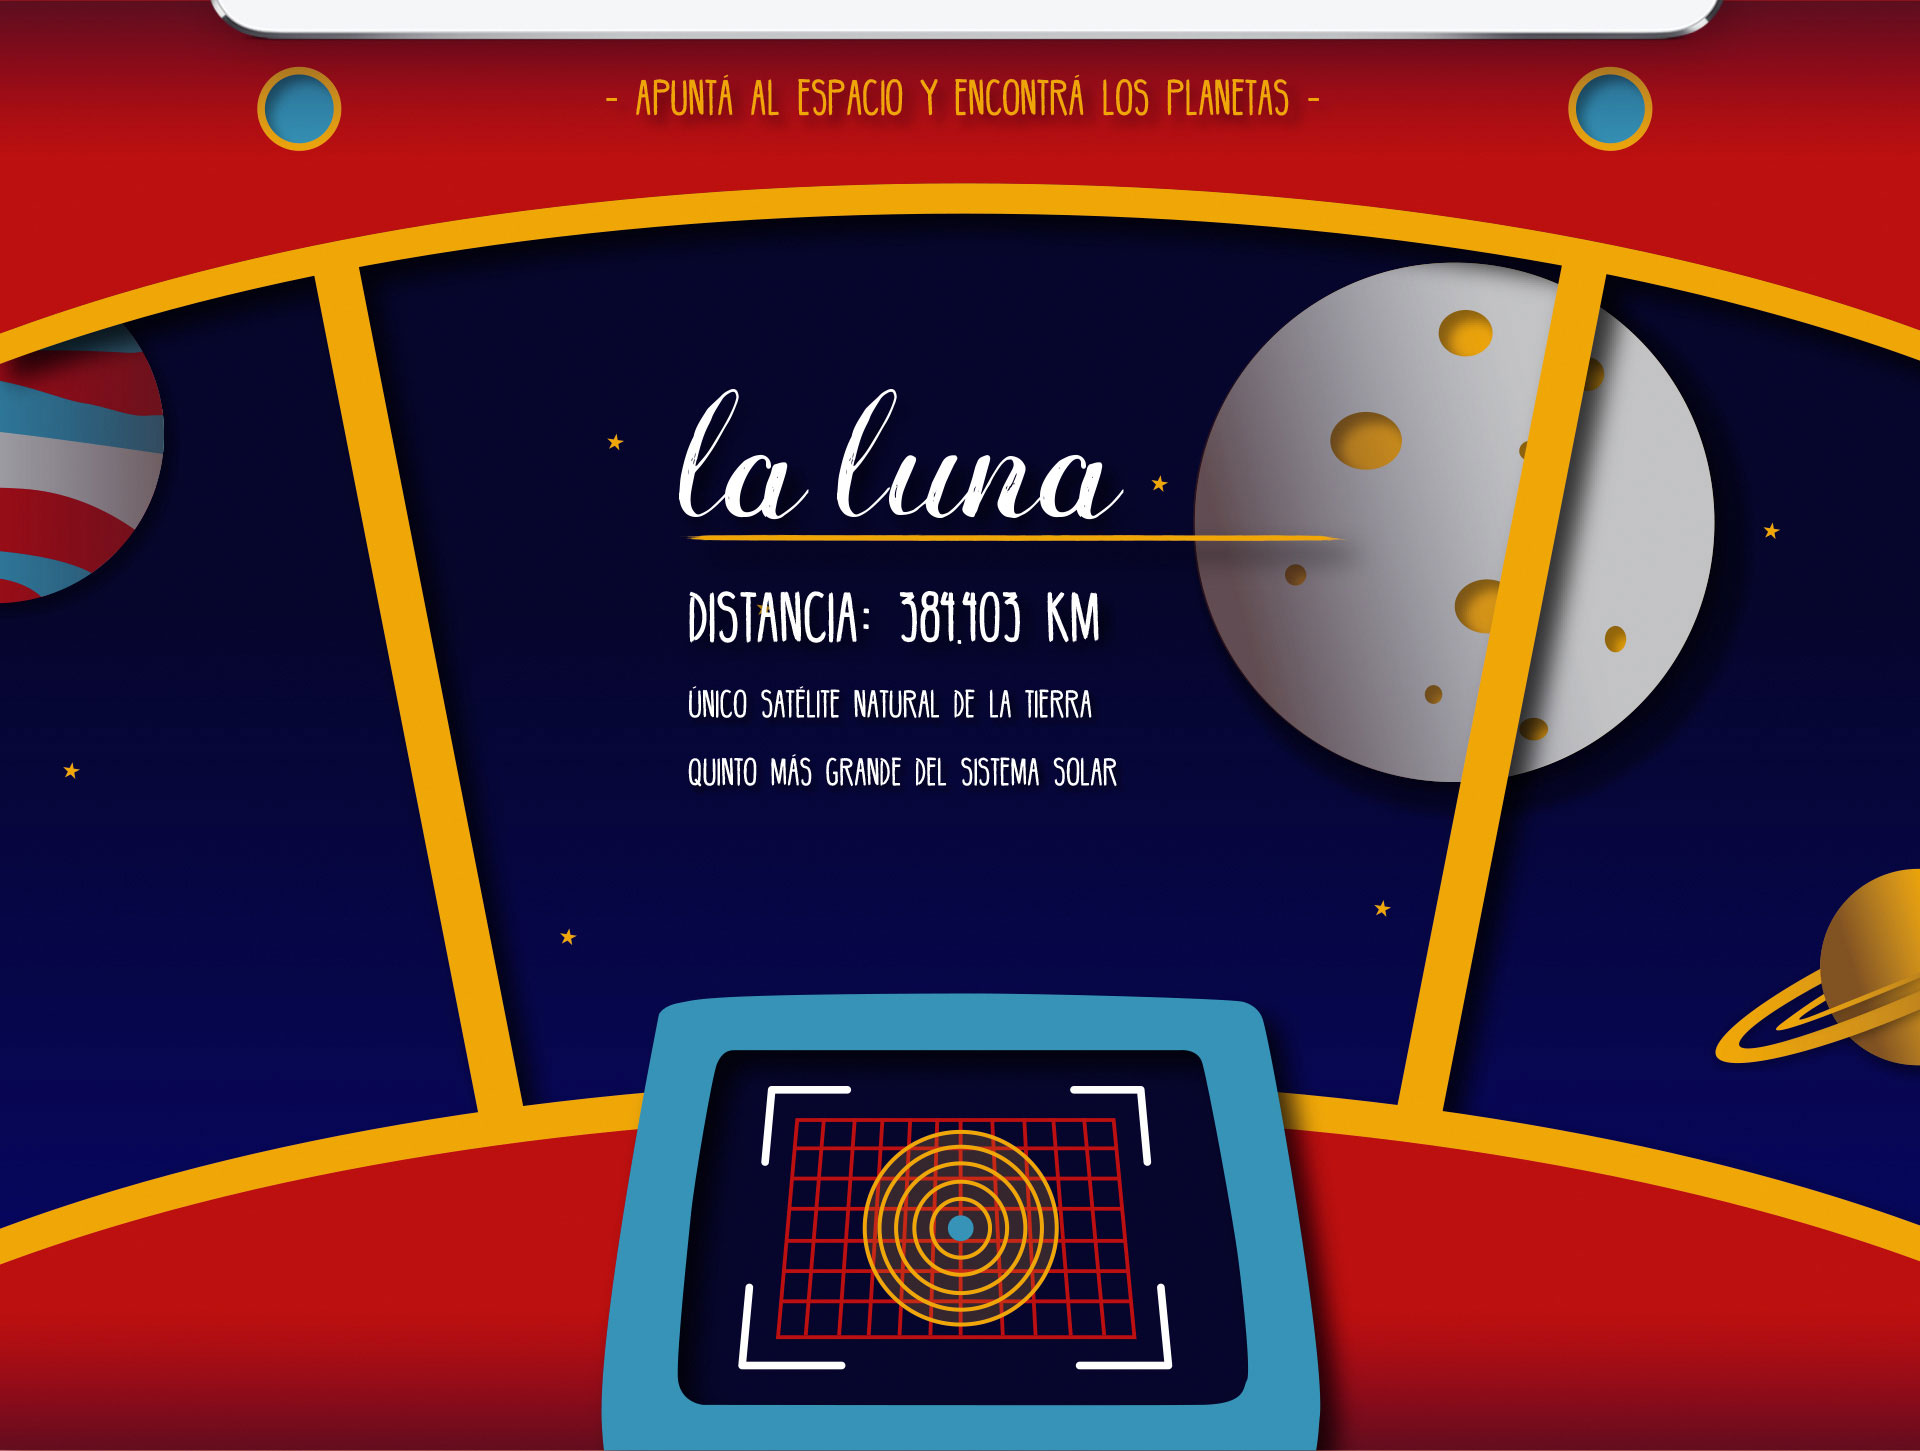 - APUNTÁ AL ESPACIO Y ENCONTRÁ LOS PLANETAS -
la luna
DISTANCIA: 384.403 KM
ÚNICO SATÉLITE NATURAL DE LA TIERRA
QUINTO MÁS GRANDE DEL SISTEMA SOLAR